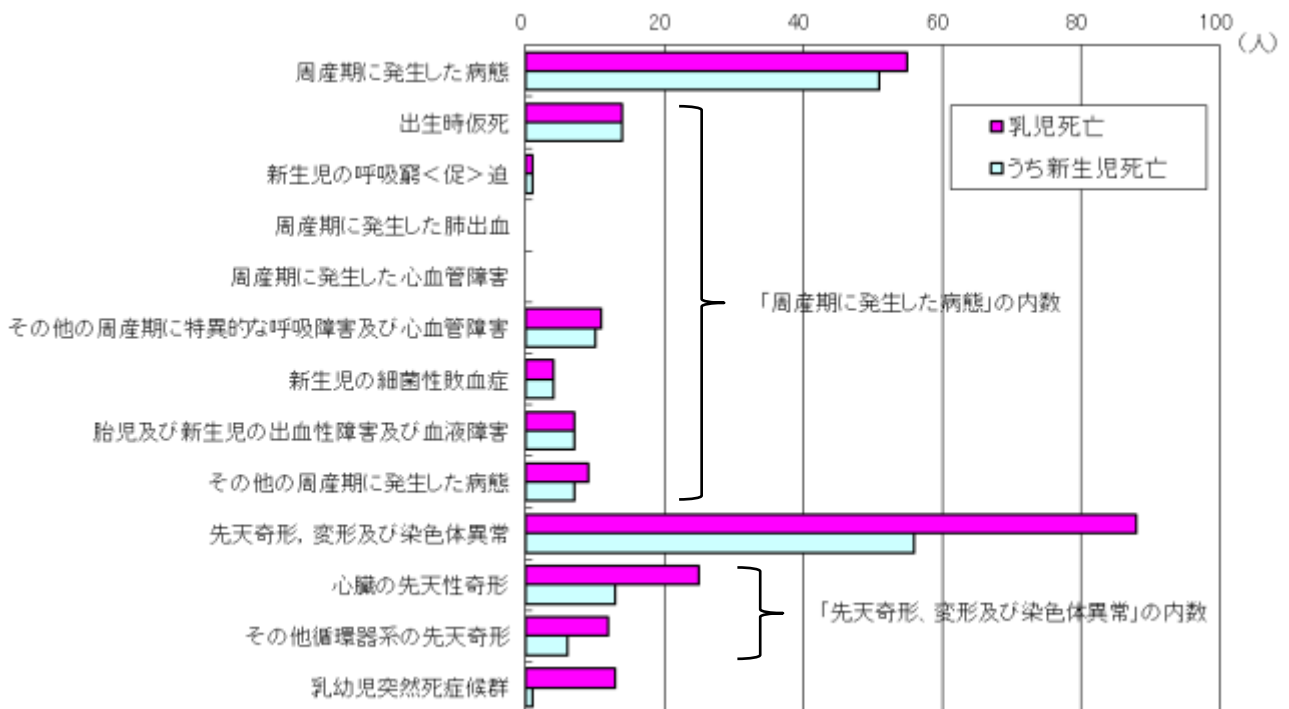 0 20 40 60 80 100
(人)
周産期に発生した病態
出生時仮死
新生児の呼吸窮<促>迫
周産期に発生した肺出血
周産期に発生した心血管障害
その他の周産期に特異的な呼吸障害及び心血管障害
新生児の細菌性敗血症
胎児及び新生児の出血性障害及び血液障害
その他の周産期に発生した病態
先天奇形, 変形及び染色体異常
心臓の先天性奇形
その他循環器系の先天奇形
乳幼児突然死症候群
乳児死亡
うち新生児死亡
「周産期に発生した病態」の内数
「先天奇形、変形及び染色体異常」の内数